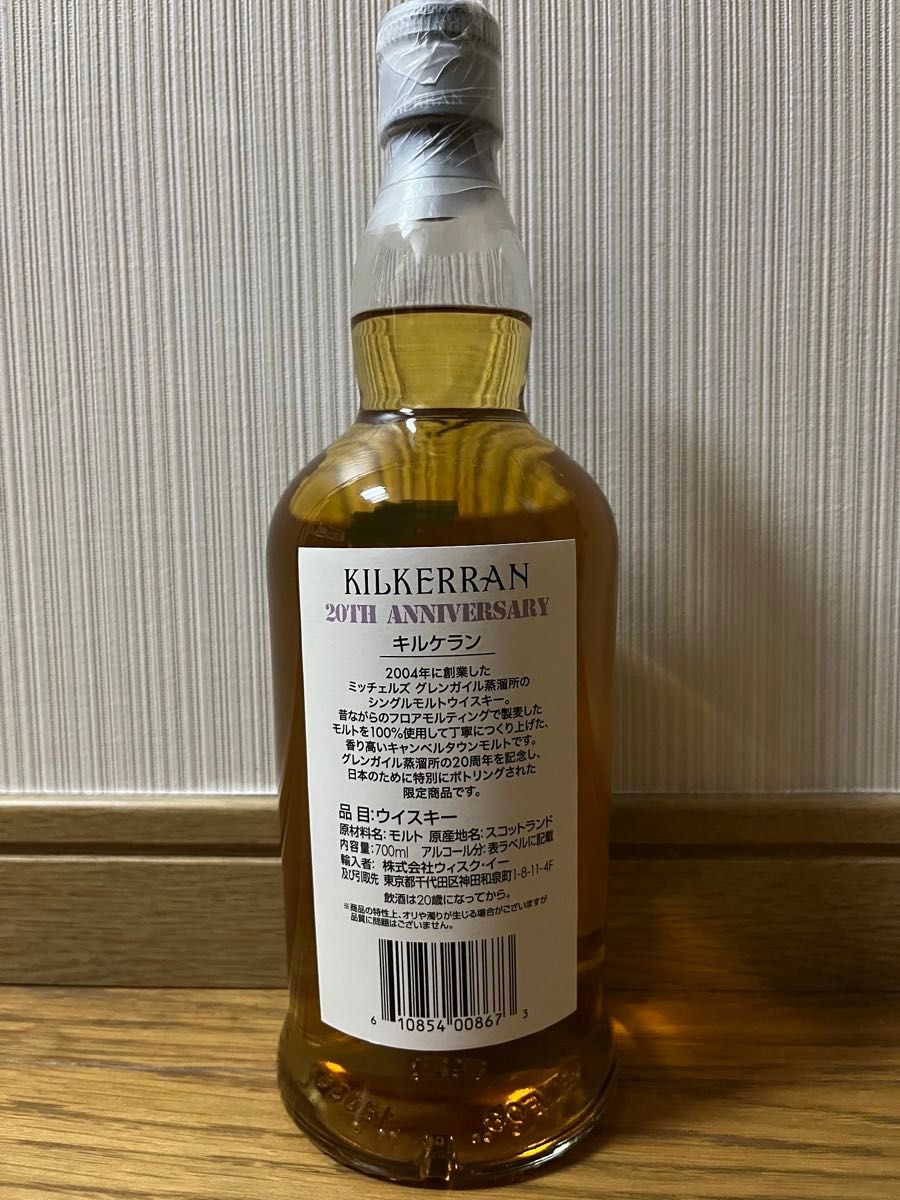 KERRAN
KILKERRAN
20TH ANNIVERSARY
キルケラン
2004年に創業した
ミッチェルズ グレンガイル蒸溜所の
シングルモルトウイスキー。
昔ながらのフロアモルティングで製麦した
モルトを100%使用して丁寧につくり上げた、
香り高いキャンベルタウンモルトです。
グレンガイル蒸溜所の20周年を記念し、
日本のために特別にボトリングされた
限定商品です。
品目:ウイスキー
原材料名:モルト 原産地名:スコットランド
内容量:700ml アルコール分:表ラベルに記載
輸入者: 株式会社ウィスク・イー
及び引取先 東京都千代田区神田和泉町1-8-11-4F
飲酒は20歳になってから。
※商品の特性上、オリや濁りが生じる場合がございますが
品質に問題はございません。
6 10854 00867 3